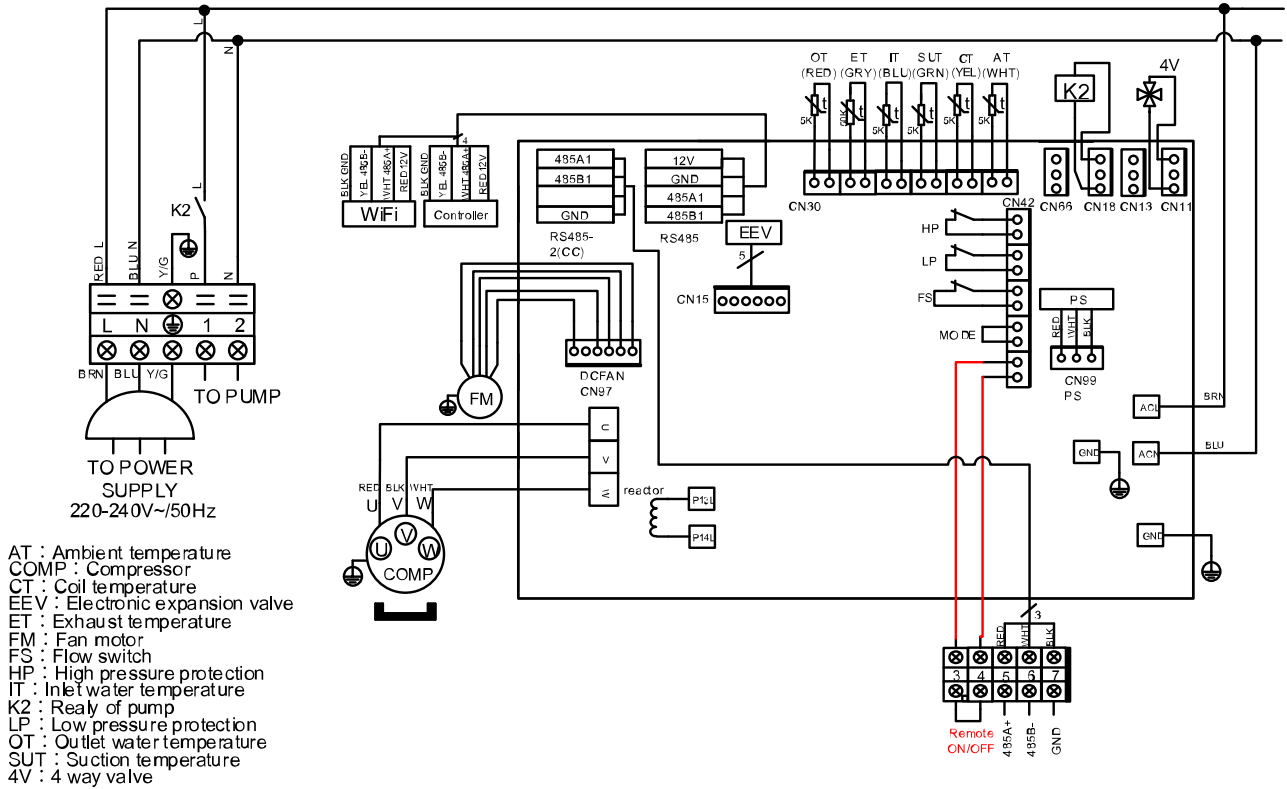 L
N
L
K2
RED L
BLU N
Y/G
P
N
L
N
1
2
BRN
BLU
Y/G
TO PUMP
TO POWER
SUPPLY
220-240V~/50Hz
BLK GND
YEL 485B-
WHT 485A+
RED 12V
WiFi
BLK GND
YEL 485B-
WHT 485A+
RED 12V
Controller
4
485A1
485B1
GND
RS485-
2(CC)
12V
GND
485A1
485B1
RS485
EEV
5
CN15
OT
(RED)
ET
(GRY)
IT
(BLU)
SUT
(GRN)
CT
(YEL)
AT
(WHT)
t
5K
t
50K
t
5K
t
5K
t
5K
t
5K
CN30
CN42
K2
4V
CN66
CN18
CN13
CN11
HP
LP
FS
MODE
PS
RED
WHT
BLK
CN99
PS
DCFAN
CN97
FM
U
V
W
reactor
P13L
P14L
RED
BLK
WHT
U
V
W
U
V
W
COMP
ACL
BRN
GND
ACN
BLU
GND
3
RED
WHT
BLK
3
4
5
6
7
Remote
ON/OFF
485A+
485B-
GND
AT : Ambient temperature
COMP : Compressor
CT : Coil temperature
EEV : Electronic expansion valve
ET : Exhaust temperature
FM : Fan motor
FS : Flow switch
HP : High pressure protection
IT : Inlet water temperature
K2 : Realy of pump
LP : Low pressure protection
OT : Outlet water temperature
SUT : Suction temperature
4V : 4 way valve